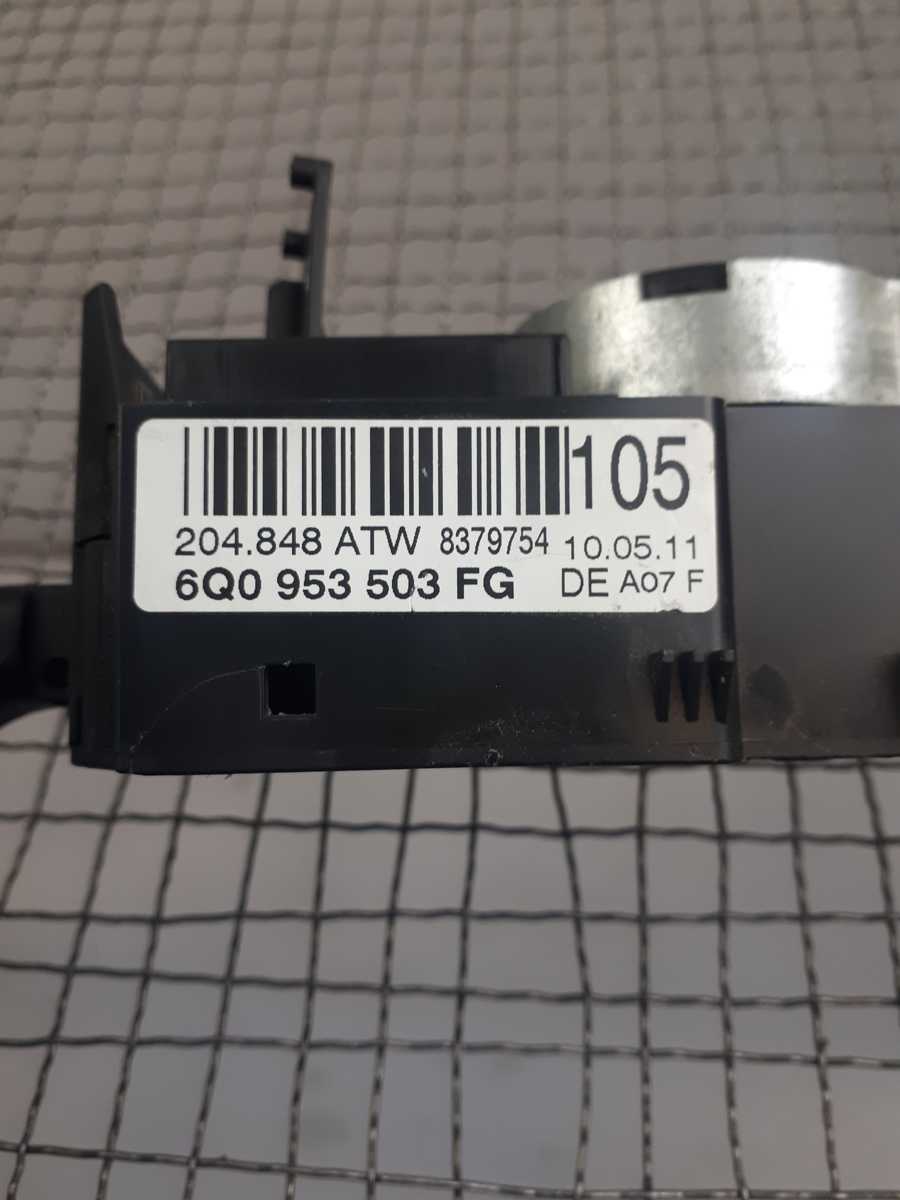 105
204.848 ATW 8379754 10.05.11
6Q0 953 503 FG DE A07 F